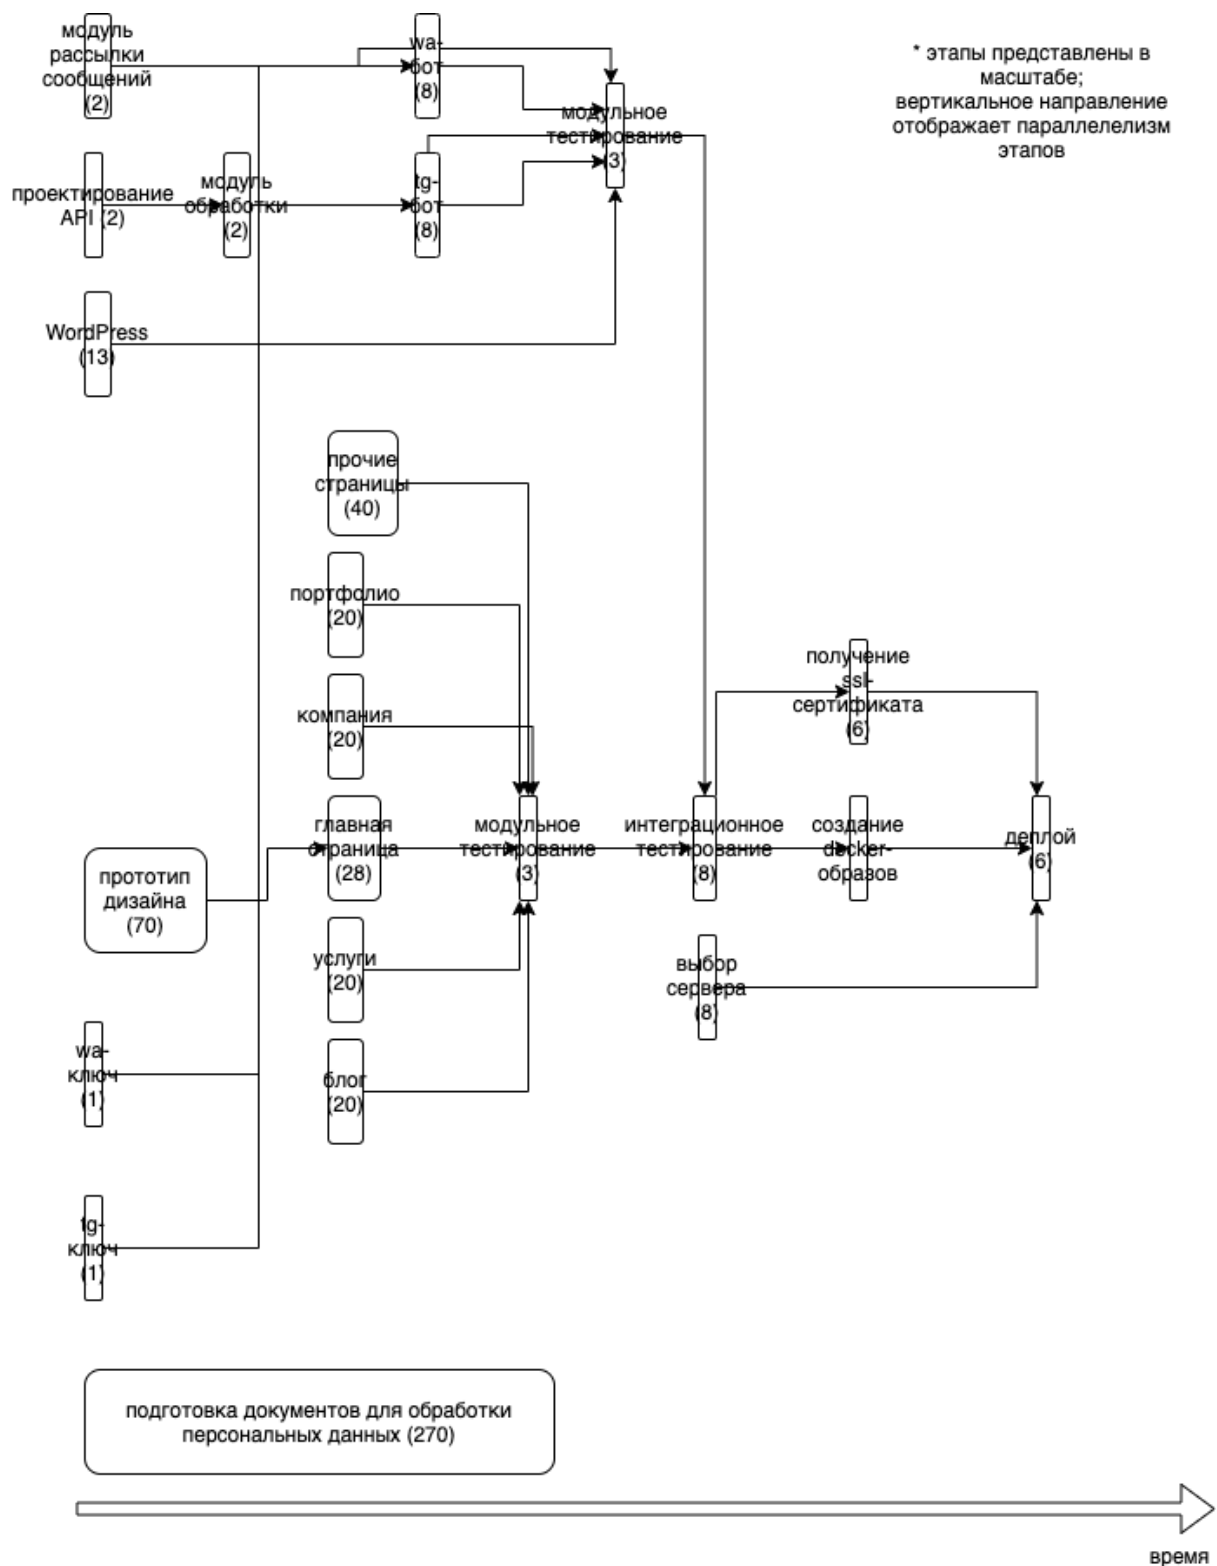 модуль
рассылки
сообщений
(2)
wa-
бот
(8)
* этапы представлены в
масштабе;
вертикальное направление
отображает параллелелизм
этапов
модульное
тестирование
(3)
проектирование
API (2)
модуль
обработки
(2)
tg-
бот
(8)
WordPress
(13)
прочие
страницы
(40)
портфолио
(20)
компания
(20)
получение
ssl-
сертификата
(6)
главная
страница
(28)
модульное
тестирование
(3)
интеграционное
тестрование
(8)
создание
docker-
образов
деплой
(6)
прототип
дизайна
(70)
услуги
(20)
выбор
сервера
(8)
wa-
ключ
(1)
блог
(20)
tg-
ключ
(1)
подготовка документов для обработки
персональных данных (270)
время